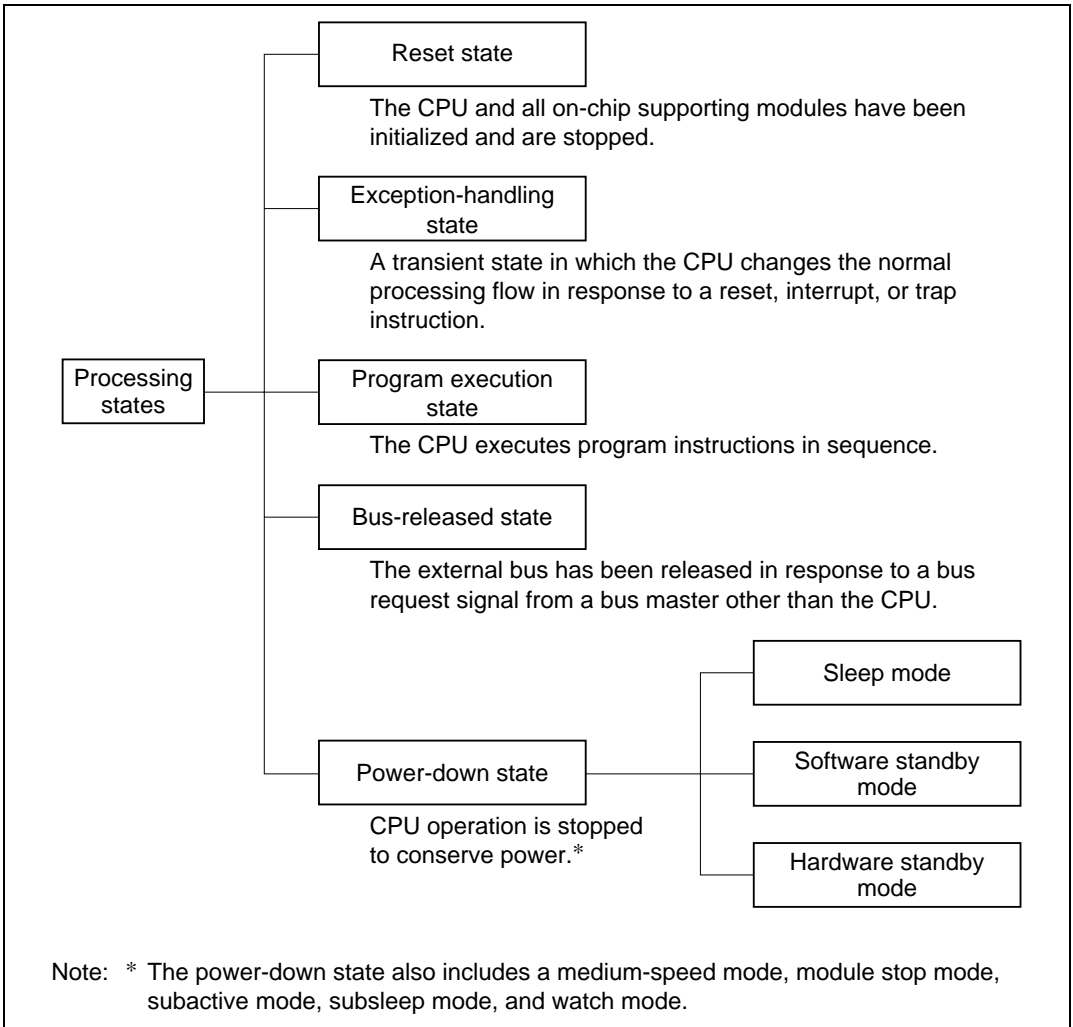 Reset state
The CPU and all on-chip supporting modules have been
initialized and are stopped.
Exception-handling
state
A transient state in which the CPU changes the normal
processing flow in response to a reset, interrupt, or trap
instruction.
Processing
states
Program execution
state
The CPU executes program instructions in sequence.
Bus-released state
The external bus has been released in response to a bus
request signal from a bus master other than the CPU.
Sleep mode
Power-down state
CPU operation is stopped
to conserve power.*
Software standby
mode
Hardware standby
mode
Note: * The power-down state also includes a medium-speed mode, module stop mode,
subactive mode, subsleep mode, and watch mode.